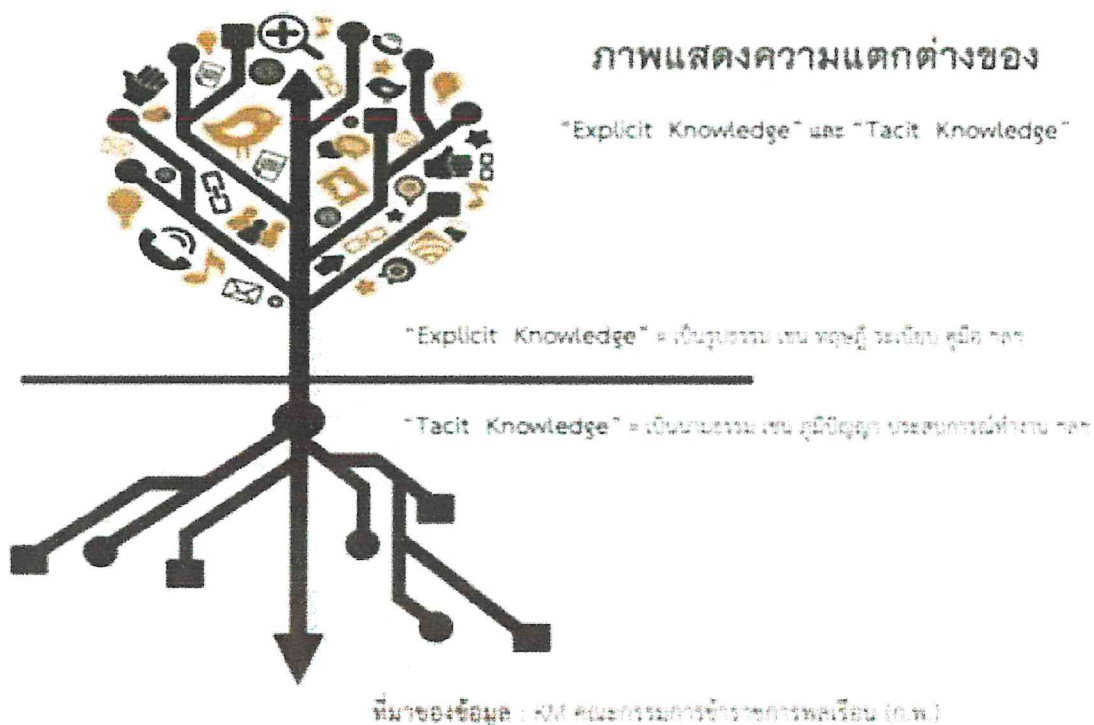 ภาพแสดงความแตกต่างของ
"Explicit Knowledge" และ "Tacit Knowledge"
"Explicit Knowledge" = เป็นรูปธรรม เช่น ทฤษฎี ระเบียบ คู่มือ ฯลฯ
"Tacit Knowledge" = เป็นนามธรรม เช่น ภูมิปัญญา ประสบการณ์ทำงาน ฯลฯ
ที่มาของข้อมูล : KM คณะกรรมการข้าราชการพลเรือน (ก.พ.)